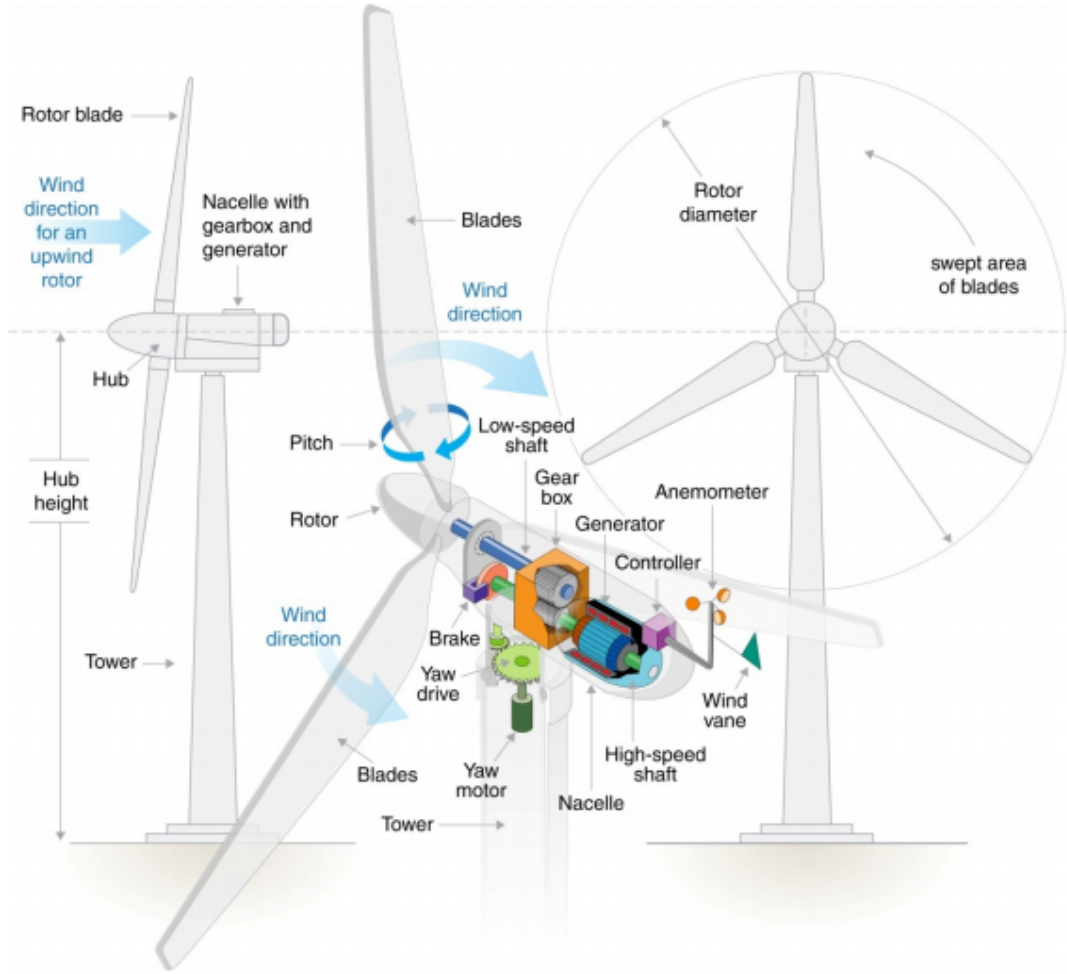 Rotor blade
Wind
direction
for an
upwind
rotor
Nacelle with
gearbox and
generator
Hub
Hub
height
Tower
Blades
Wind
direction
Pitch
Rotor
Low-speed
shaft
Gear
box
Generator
Controller
Anemometer
Brake
Yaw
drive
Wind
direction
Blades
Yaw
motor
Tower
Nacelle
High-speed
shaft
Wind
vane
Rotor
diameter
swept area
of blades